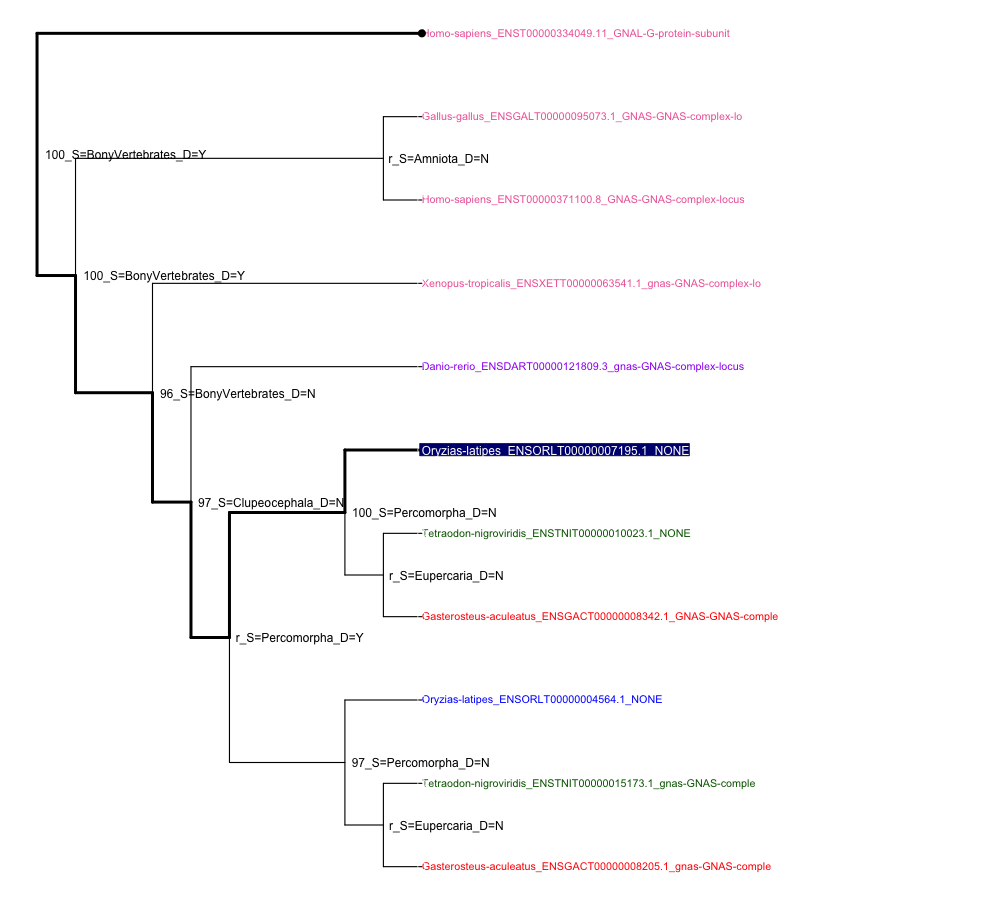 Homo-sapiens_ENST00000334049.11_GNAL-G-protein-subunit
Gallus-gallus_ENSGALT00000095073.1_GNAS-GNAS-complex-lo
100_S=BonyVertebrates_D=Y
r_S=Amniota_D=N
Homo-sapiens_ENST00000371100.8_GNAS-GNAS-complex-locus
100_S=BonyVertebrates_D=Y
Xenopus-tropicalis_ENSXETT00000063541.1_gnas-GNAS-complex-lo
Danio-rerio_ENSDART00000121809.3_gnas-GNAS-complex-locus
96_S=BonyVertebrates_D=N
Oryzias-latipes_ENSORLT00000007195.1_NONE
97_S=Clupeocephala_D=N
100_S=Percomorpha_D=N
Tetraodon-nigroviridis_ENSTNIT00000010023.1_NONE
r_S=Eupercaria_D=N
Gasterosteus-aculeatus_ENSGACT00000008342.1_GNAS-GNAS-comple
r_S=Percomorpha_D=Y
Oryzias-latipes_ENSORLT00000004564.1_NONE
97_S=Percomorpha_D=N
Tetraodon-nigroviridis_ENSTNIT00000015173.1_gnas-GNAS-comple
r_S=Eupercaria_D=N
Gasterosteus-aculeatus_ENSGACT00000008205.1_gnas-GNAS-comple